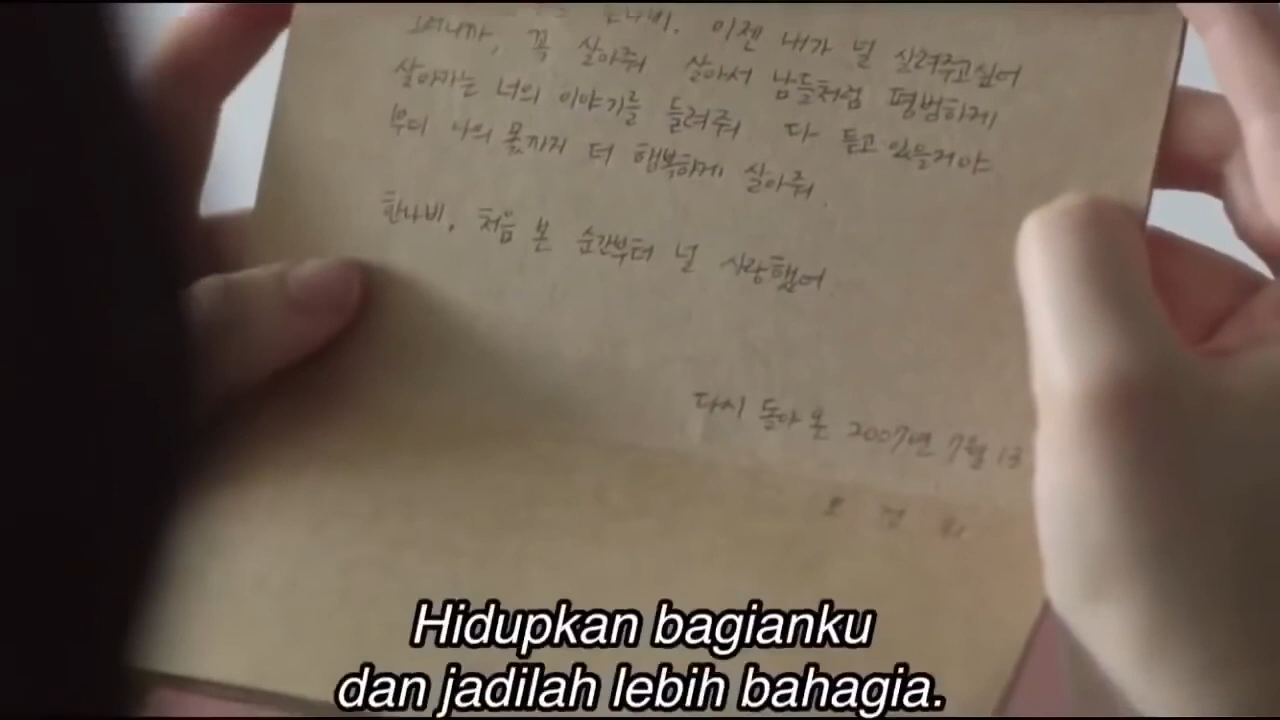 한나비. 이젠 내가 널 살려주고싶어
그러니까, 꼭 살아줘 살아서 남들처럼 평범하게
살아가는 너의 이야기를 들려줘 다 듣고 있을거야
부디 나의 몫까지 더 행복하게 살아줘.
한나비, 처음 본 순간부터 널 사랑했어
다시 돌아온 2007년 7월 13
Hidupkan bagianku
dan jadilah lebih bahagia.